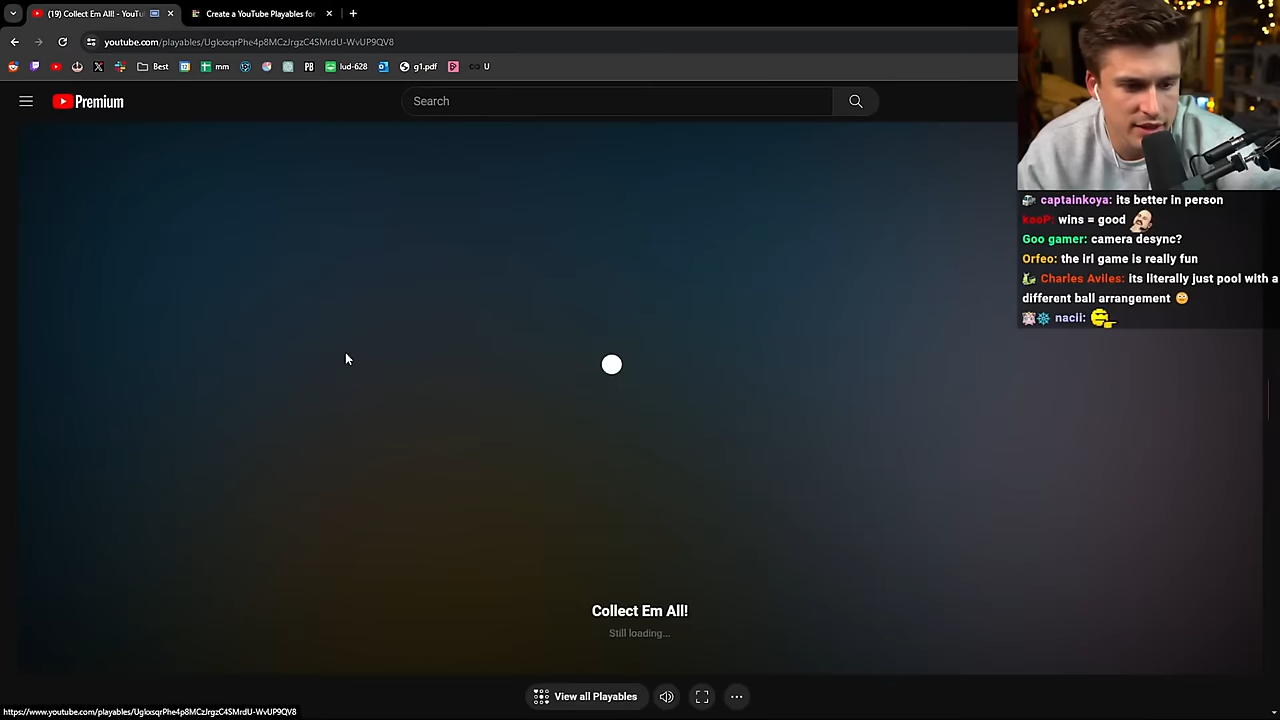 (19) Collect Em All! - YouTu
Create a YouTube Playables for
youtube.com/playables/UgkxsqrPhe4p8MCzJrgzC4SMrdU-WvUP9QV8
Best
mm
PB
lud-628
g1.pdf
U
Premium
Search
captainkoya: its better in person
kooP: wins = good
Goo gamer: camera desync?
Orfeo: the irl game is really fun
Charles Aviles: its literally just pool with a
different ball arrangement
nacii:
Collect Em All!
Still loading...
View all Playables
https://www.youtube.com/playables/UgkxsqrPhe4p8MCzJrgzC4SMrdU-WvUP9QV8